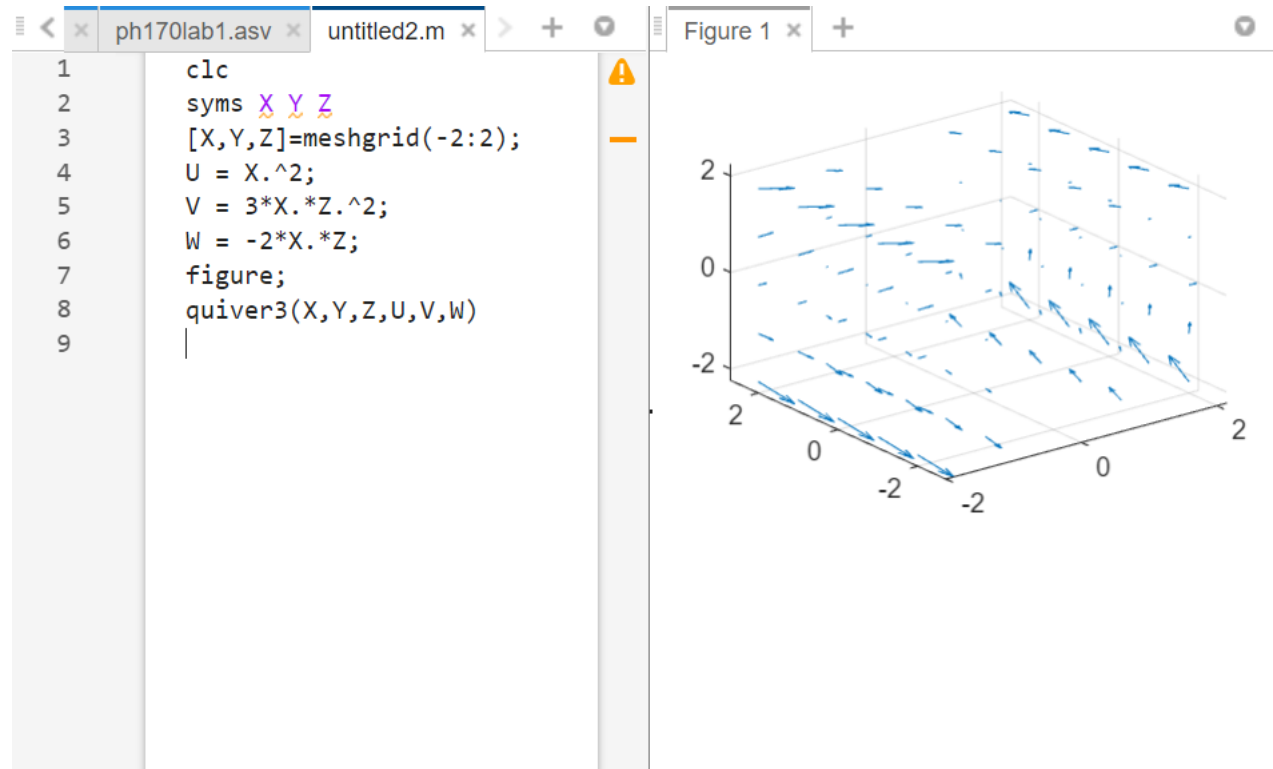 ph170lab1.asv
untitled2.m
Figure 1
1 clc
2 syms X Y Z
3 [X,Y,Z]=meshgrid(-2:2);
4 U = X.^2;
5 V = 3*X.*Z.^2;
6 W = -2*X.*Z;
7 figure;
8 quiver3(X,Y,Z,U,V,W)
9
2
0
-2
2
0
-2
-2
0
2